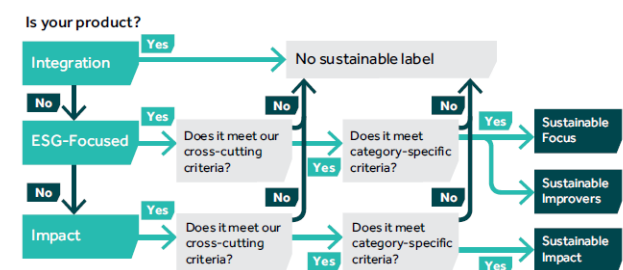 Is your product?
Yes
Integration
No sustainable label
No
No
No
Yes
Yes
ESG-Focused
Does it meet our
cross-cutting
criteria?
Yes
Does it meet
category-specific
criteria?
Sustainable
Focus
No
No
No
Sustainable
Improvers
Yes
Impact
Does it meet our
cross-cutting
criteria?
Yes
Does it meet
category-specific
criteria?
Yes
Sustainable
Impact